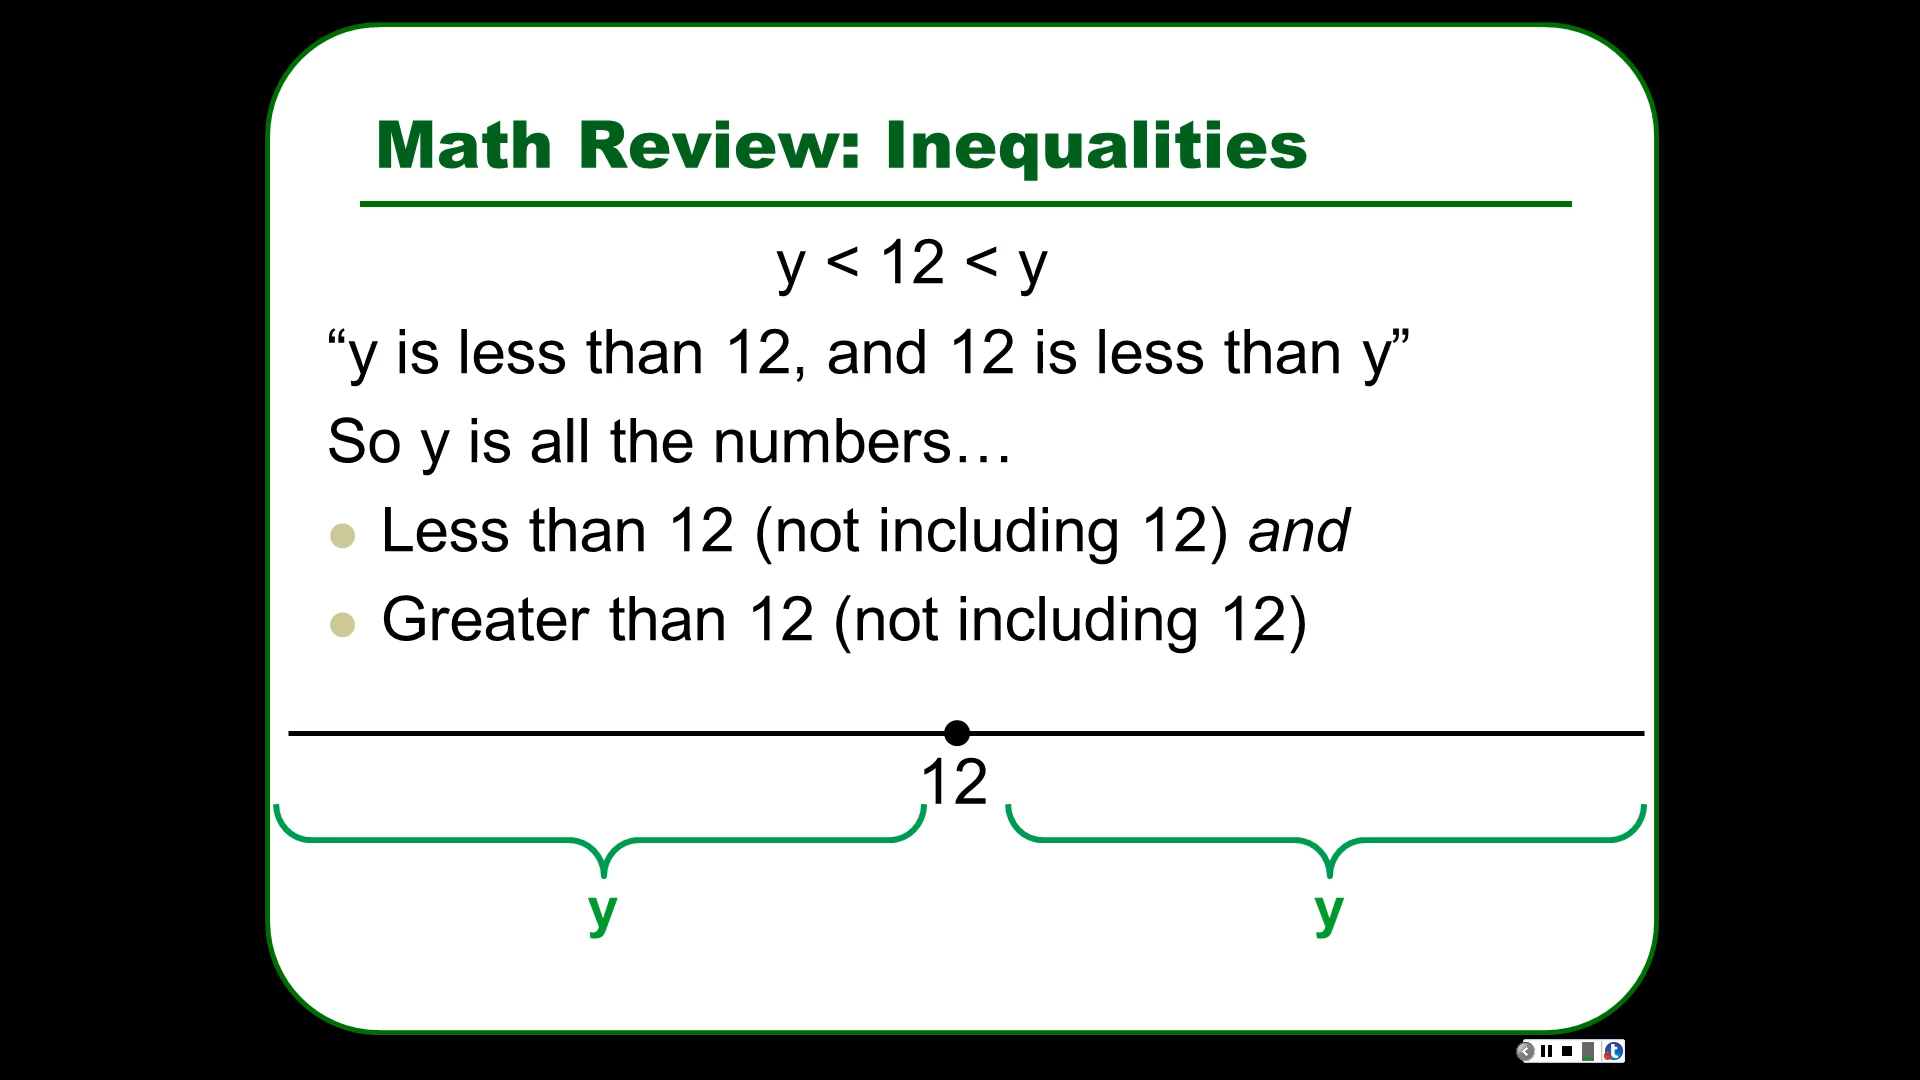 Math Review: Inequalities
y < 12 < y
“y is less than 12, and 12 is less than y”
So y is all the numbers…
● Less than 12 (not including 12) and
● Greater than 12 (not including 12)
12
y y